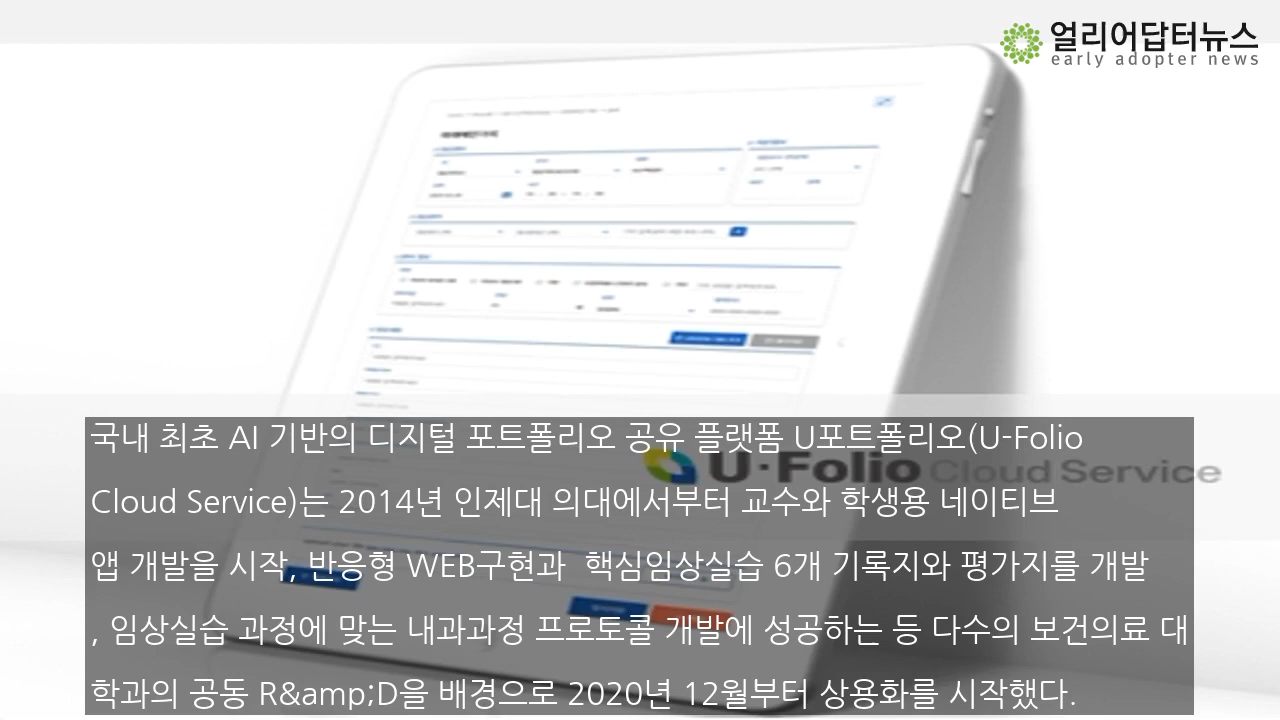 얼리어답터뉴스
early adopter news
국내 최초 AI 기반의 디지털 포트폴리오 공유 플랫폼 U포트폴리오(U-Folio
U·Folio Cloud Service
Cloud Service)는 2014년 인제대 의대에서부터 교수와 학생용 네이티브
앱 개발을 시작, 반응형 WEB구현과  핵심임상실습 6개 기록지와 평가지를 개발
, 임상실습 과정에 맞는 내과과정 프로토콜 개발에 성공하는 등 다수의 보건의료 대
학과의 공동 R&amp;D을 배경으로 2020년 12월부터 상용화를 시작했다.